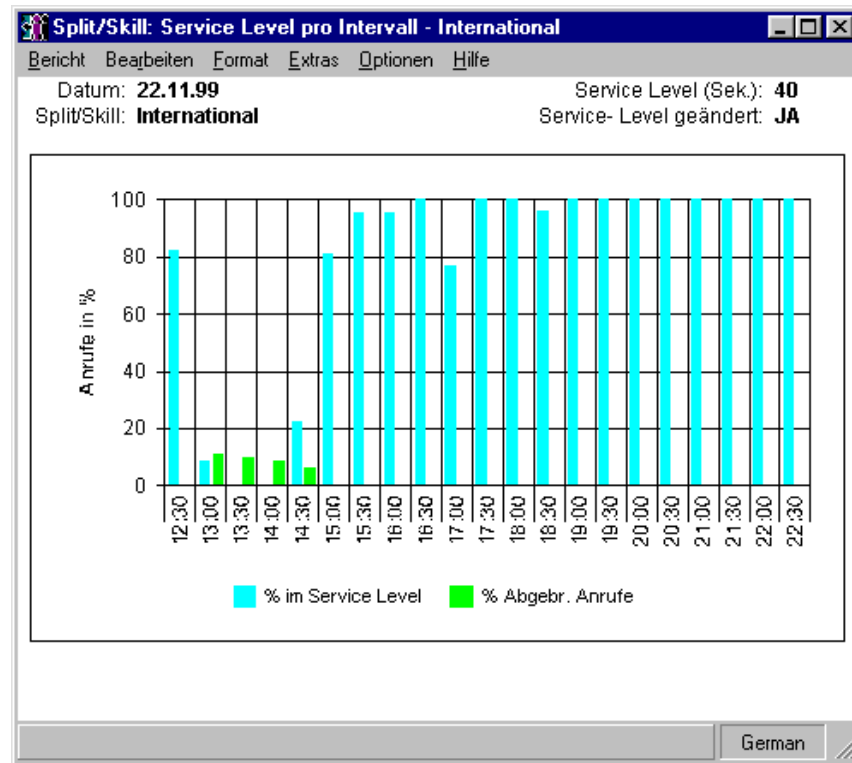 Split/Skill: Service Level pro Intervall - International
Bericht Bearbeiten Format Extras Optionen Hilfe
Datum: 22.11.99 Service Level (Sek.): 40
Split/Skill: International Service- Level geändert: JA
100
80
60
40
20
0
Anrufe in %
12:30 13:00 13:30 14:00 14:30 15:00 15:30 16:00 16:30 17:00 17:30 18:00 18:30 19:00 19:30 20:00 20:30 21:00 21:30 22:00 22:30
% im Service Level % Abgebr. Anrufe
German